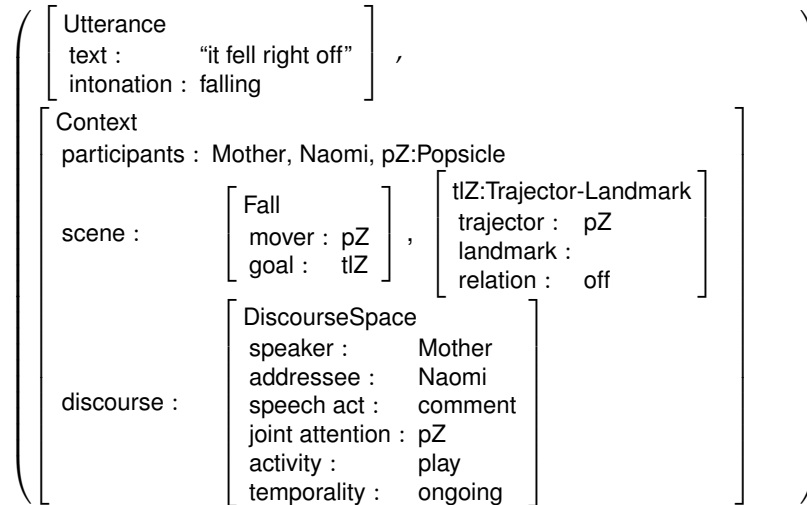 Utterance
text : “it fell right off” ,
intonation : falling
Context
participants : Mother, Naomi, pZ:Popsicle
scene :
Fall
mover : pZ
goal : tlZ
,
tlZ:Trajector-Landmark
trajector : pZ
landmark :
relation : off
discourse :
DiscourseSpace
speaker : Mother
addressee : Naomi
speech act : comment
joint attention : pZ
activity : play
temporality : ongoing